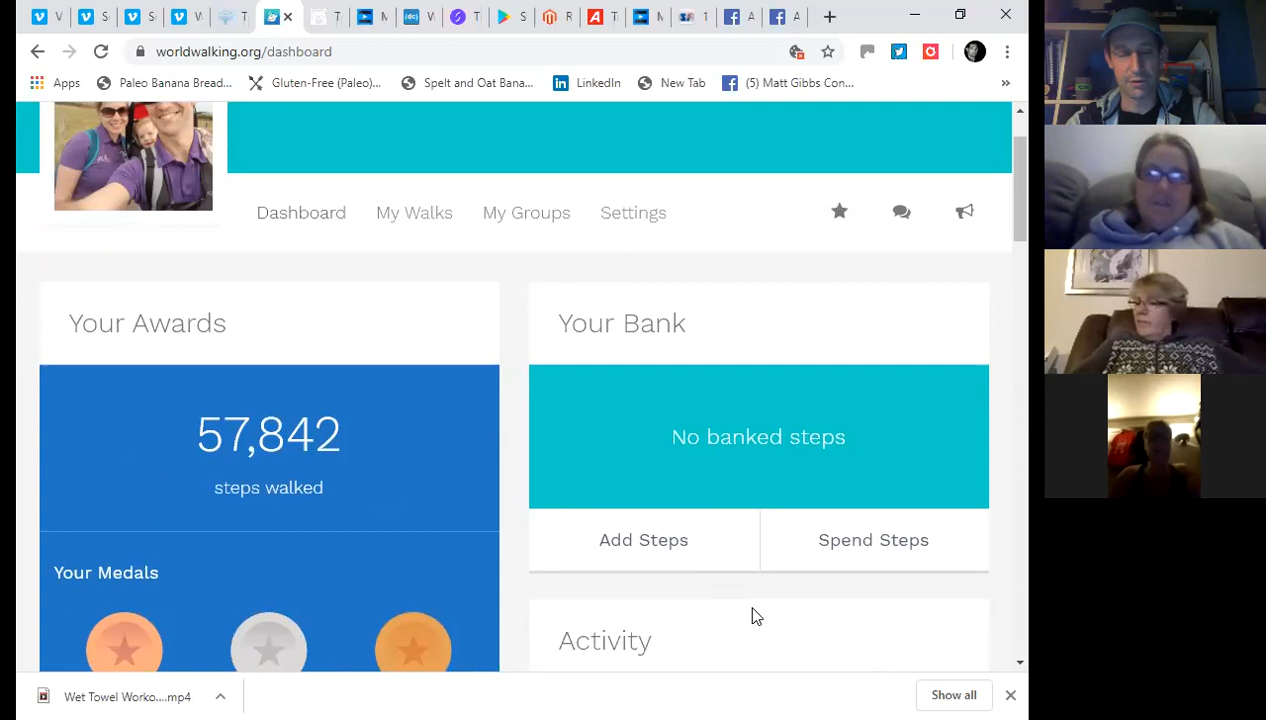 V
S
S
V
T
T
M
V
T
S
R
T
M
1
A
A
worldwalking.org/dashboard
Apps
Paleo Banana Bread...
Gluten-Free (Paleo)...
Spelt and Oat Bana...
LinkedIn
New Tab
(5) Matt Gibbs Con...
»
Dashboard
My Walks
My Groups
Settings
Your Awards
57,842
steps walked
Your Medals
Your Bank
No banked steps
Add Steps
Spend Steps
Activity
Wet Towel Worko....mp4
Show all